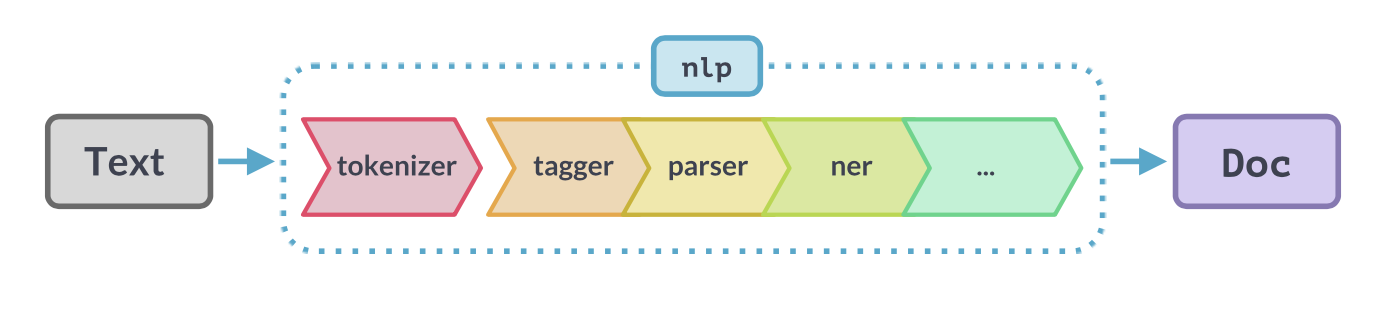 nlp
Text
tokenizer
tagger
parser
ner
...
Doc